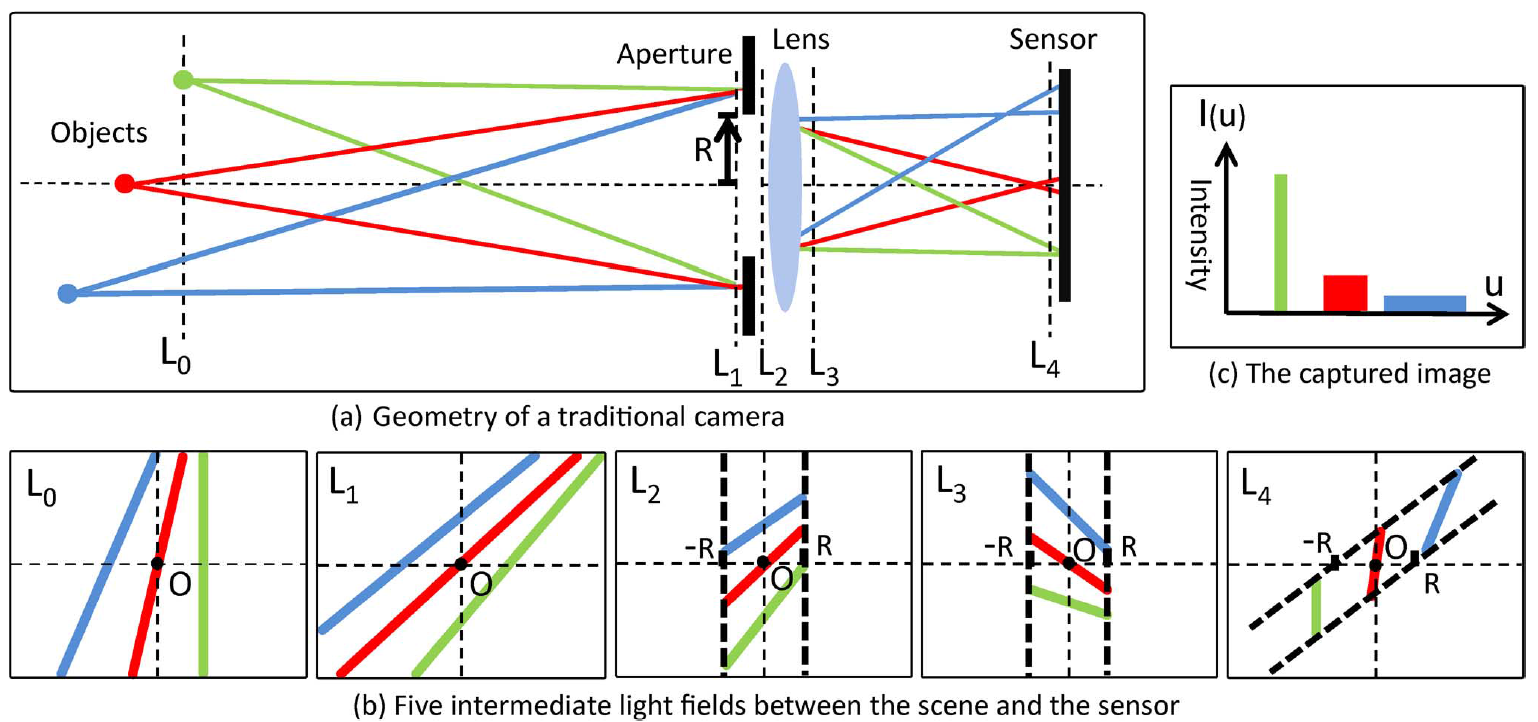 Aperture
Lens
Sensor
Objects
R
L0
L1
L2
L3
L4
(a) Geometry of a traditional camera
I(u)
Intensity
u
(c) The captured image
L0
O
L1
O
L2
-R
O
R
L3
-R
O
R
L4
-R
O
R
(b) Five intermediate light fields between the scene and the sensor